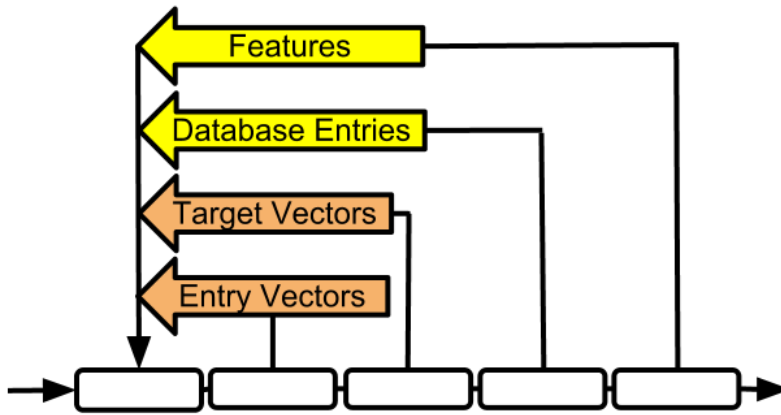 Features
Database Entries
Target Vectors
Entry Vectors